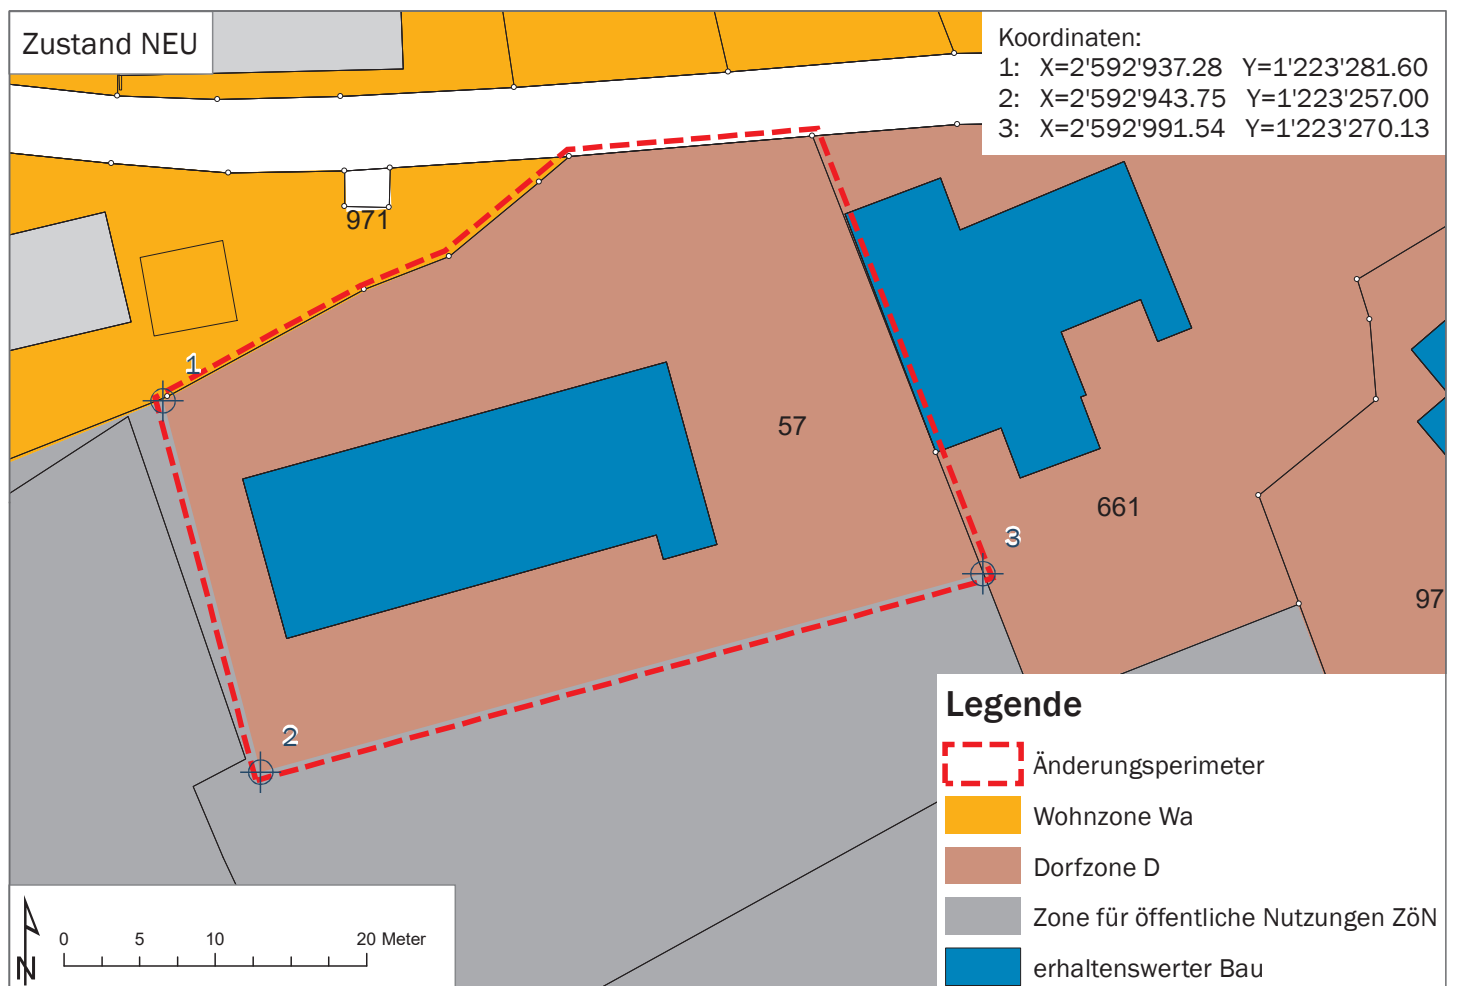 Zustand NEU
Koordinaten:
1: X=2'592'937.28 Y=1'223'281.60
2: X=2'592'943.75 Y=1'223'257.00
3: X=2'592'991.54 Y=1'223'270.13
971
1
57
661
3
97
2
Legende
Änderungsperimeter
Wohnzone Wa
Dorfzone D
Zone für öffentliche Nutzungen ZöN
erhaltenswerter Bau
0 5 10 20 Meter
N